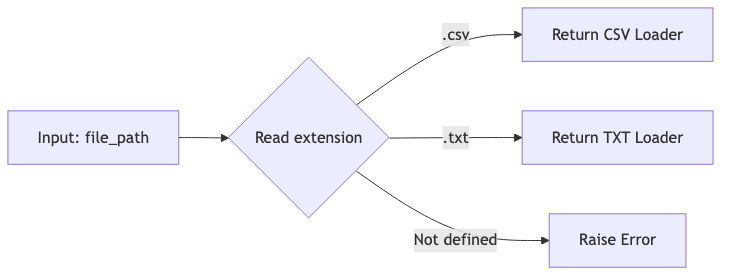 Input: file_path
Read extension
.csv
Return CSV Loader
.txt
Return TXT Loader
Not defined
Raise Error